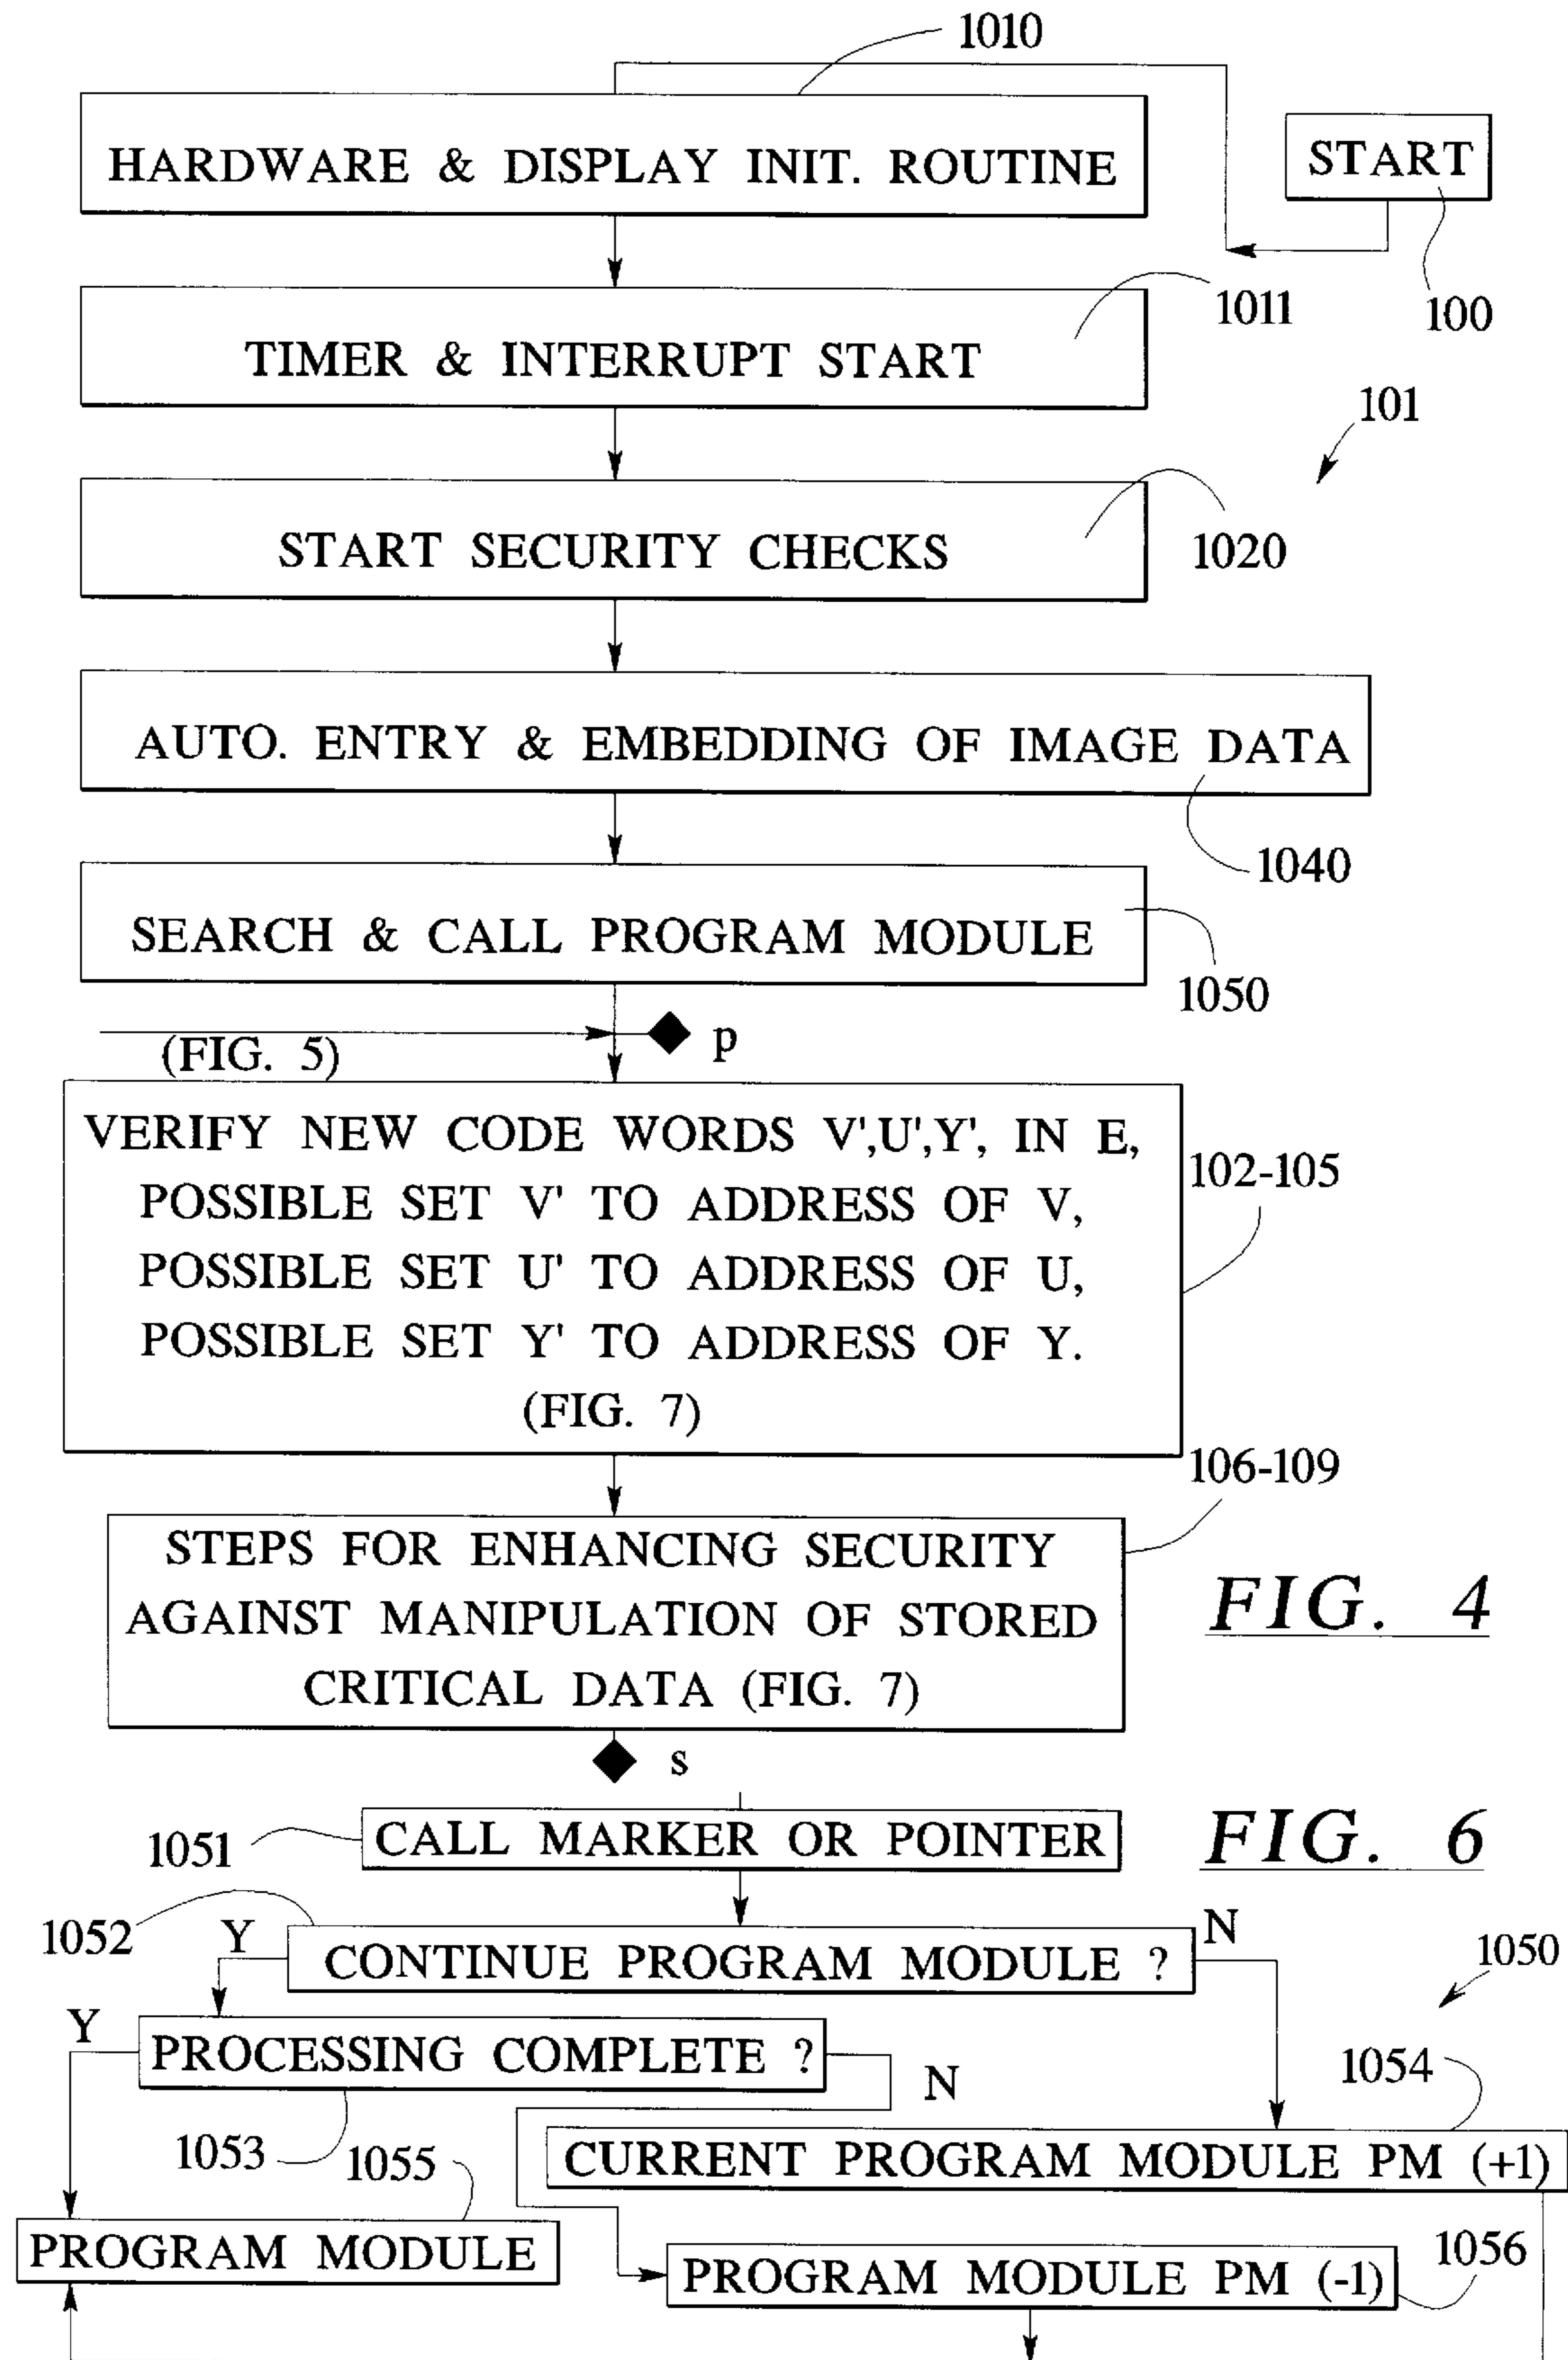 1010
HARDWARE & DISPLAY INIT. ROUTINE
START
100
TIMER & INTERRUPT START
1011
101
START SECURITY CHECKS
1020
AUTO. ENTRY & EMBEDDING OF IMAGE DATA
1040
SEARCH & CALL PROGRAM MODULE
1050
(FIG. 5)
p
VERIFY NEW CODE WORDS V',U',Y', IN E,
POSSIBLE SET V' TO ADDRESS OF V,
POSSIBLE SET U' TO ADDRESS OF U,
POSSIBLE SET Y' TO ADDRESS OF Y.
(FIG. 7)
102-105
106-109
STEPS FOR ENHANCING SECURITY
AGAINST MANIPULATION OF STORED
CRITICAL DATA (FIG. 7)
FIG. 4
s
1051
CALL MARKER OR POINTER
FIG. 6
1052
Y
CONTINUE PROGRAM MODULE ?
N
1050
Y
PROCESSING COMPLETE ?
N
1054
1053
1055
CURRENT PROGRAM MODULE PM (+1)
PROGRAM MODULE
PROGRAM MODULE PM (-1)
1056